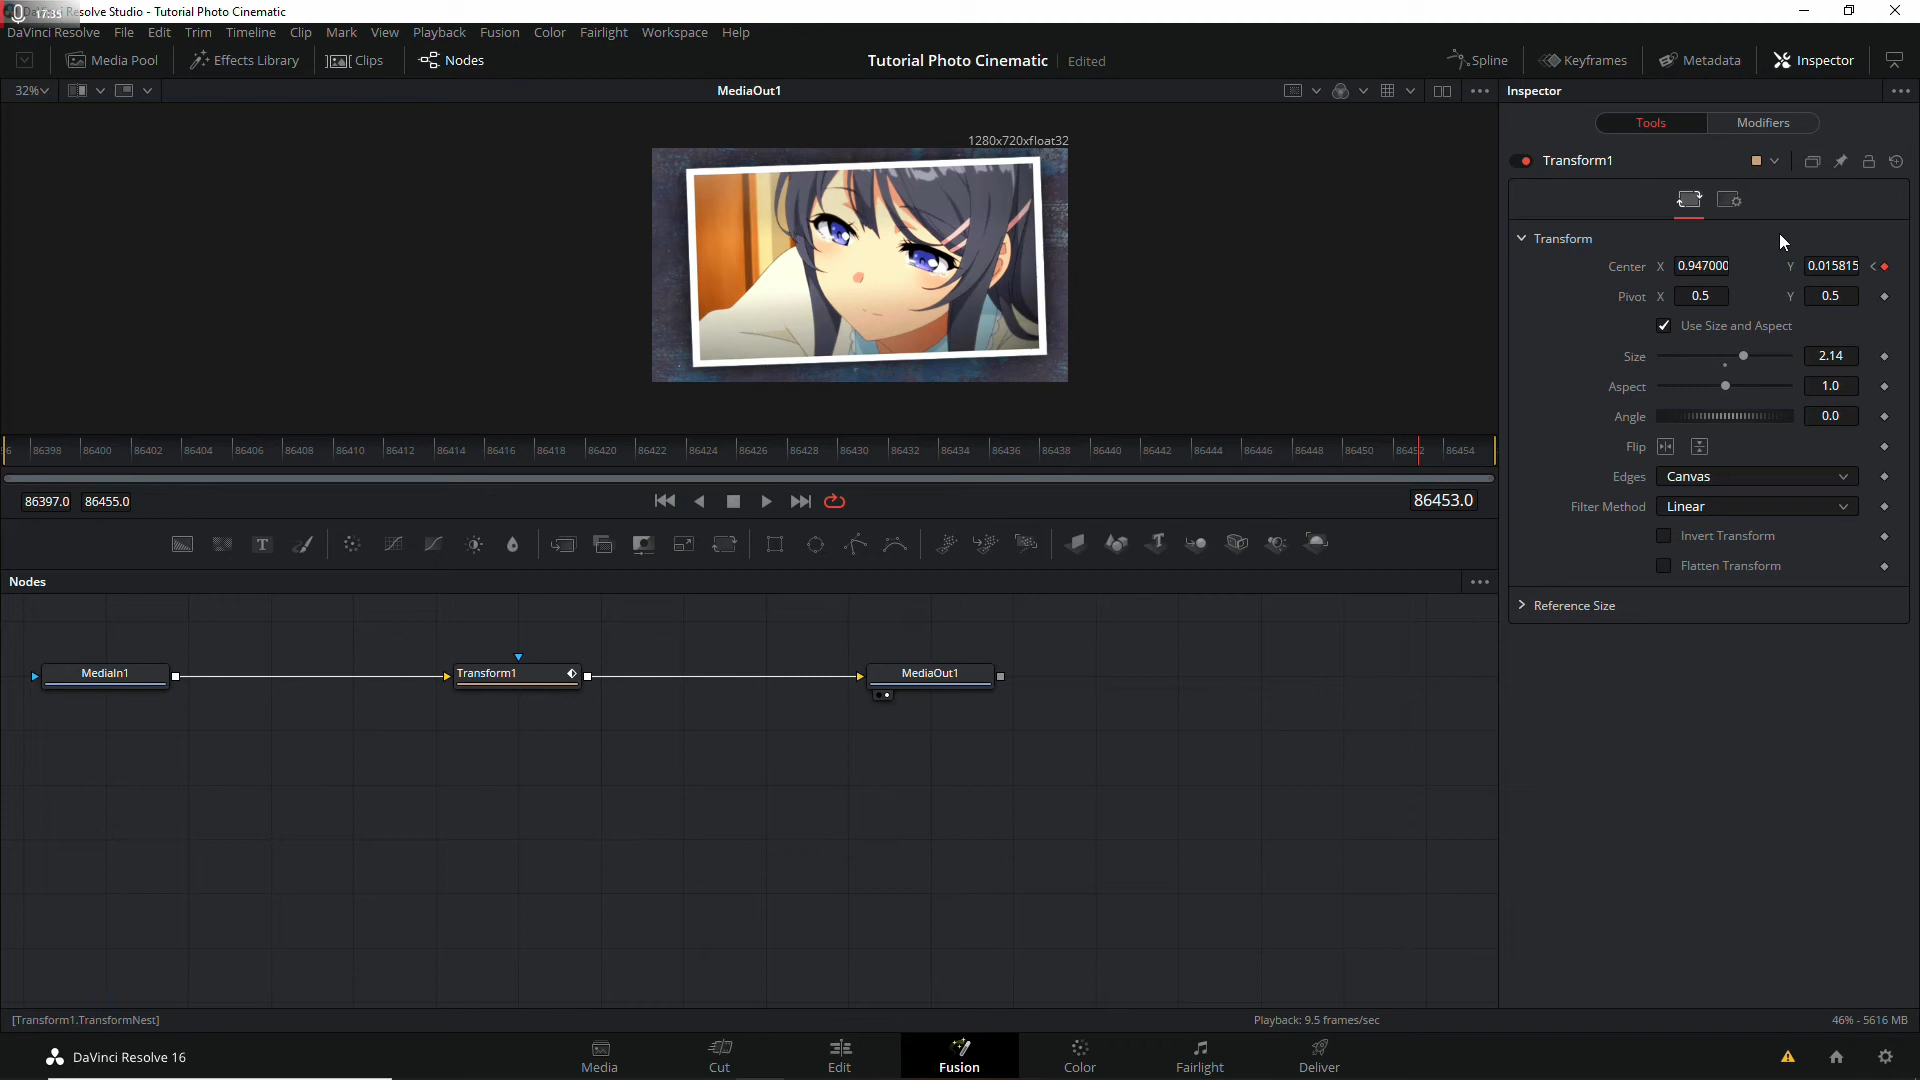 17:35 Resolve Studio - Tutorial Photo Cinematic
DaVinci Resolve File Edit Trim Timeline Clip Mark View Playback Fusion Color Fairlight Workspace Help
Media Pool Effects Library Clips Nodes Tutorial Photo Cinematic Edited Spline Keyframes Metadata Inspector
32% MediaOut1 Inspector
1280x720xfloat32
Tools Modifiers
Transform1
Transform
Center X 0.947000 Y 0.015815
Pivot X 0.5 Y 0.5
Use Size and Aspect
Size 2.14
Aspect 1.0
Angle 0.0
Flip
Edges Canvas
Filter Method Linear
Invert Transform
Flatten Transform
Reference Size
6 86398 86400 86402 86404 86406 86408 86410 86412 86414 86416 86418 86420 86422 86424 86426 86428 86430 86432 86434 86436 86438 86440 86442 86444 86446 86448 86450 86452 86454
86397.0 86455.0 86453.0
T
Nodes
MediaIn1 Transform1 MediaOut1
[Transform1.TransformNest] Playback: 9.5 frames/sec 46% - 5616 MB
DaVinci Resolve 16 Media Cut Edit Fusion Color Fairlight Deliver